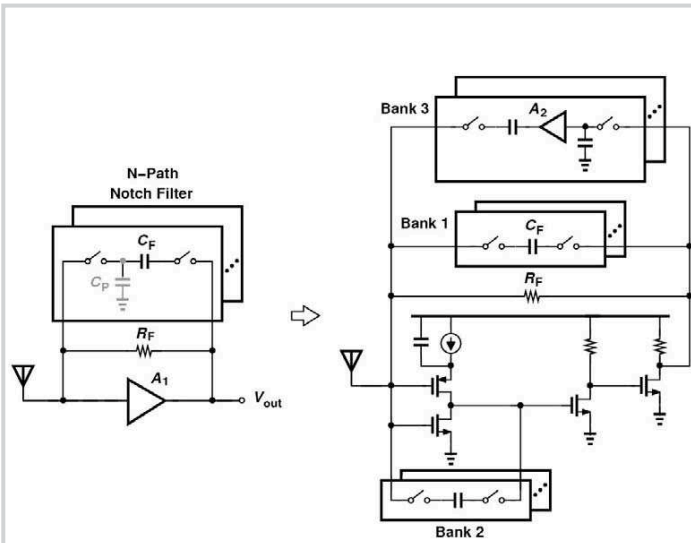 N–Path
Notch Filter
C_F
C_P
R_F
A_1
V_out
Bank 3
A_2
Bank 1
C_F
R_F
Bank 2